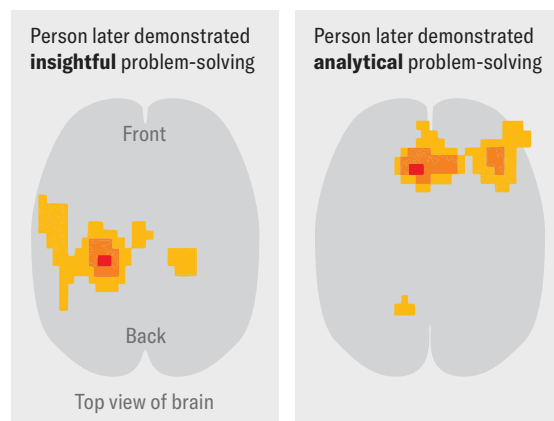 Person later demonstrated
insightful problem-solving
Front
Back
Top view of brain
Person later demonstrated
analytical problem-solving